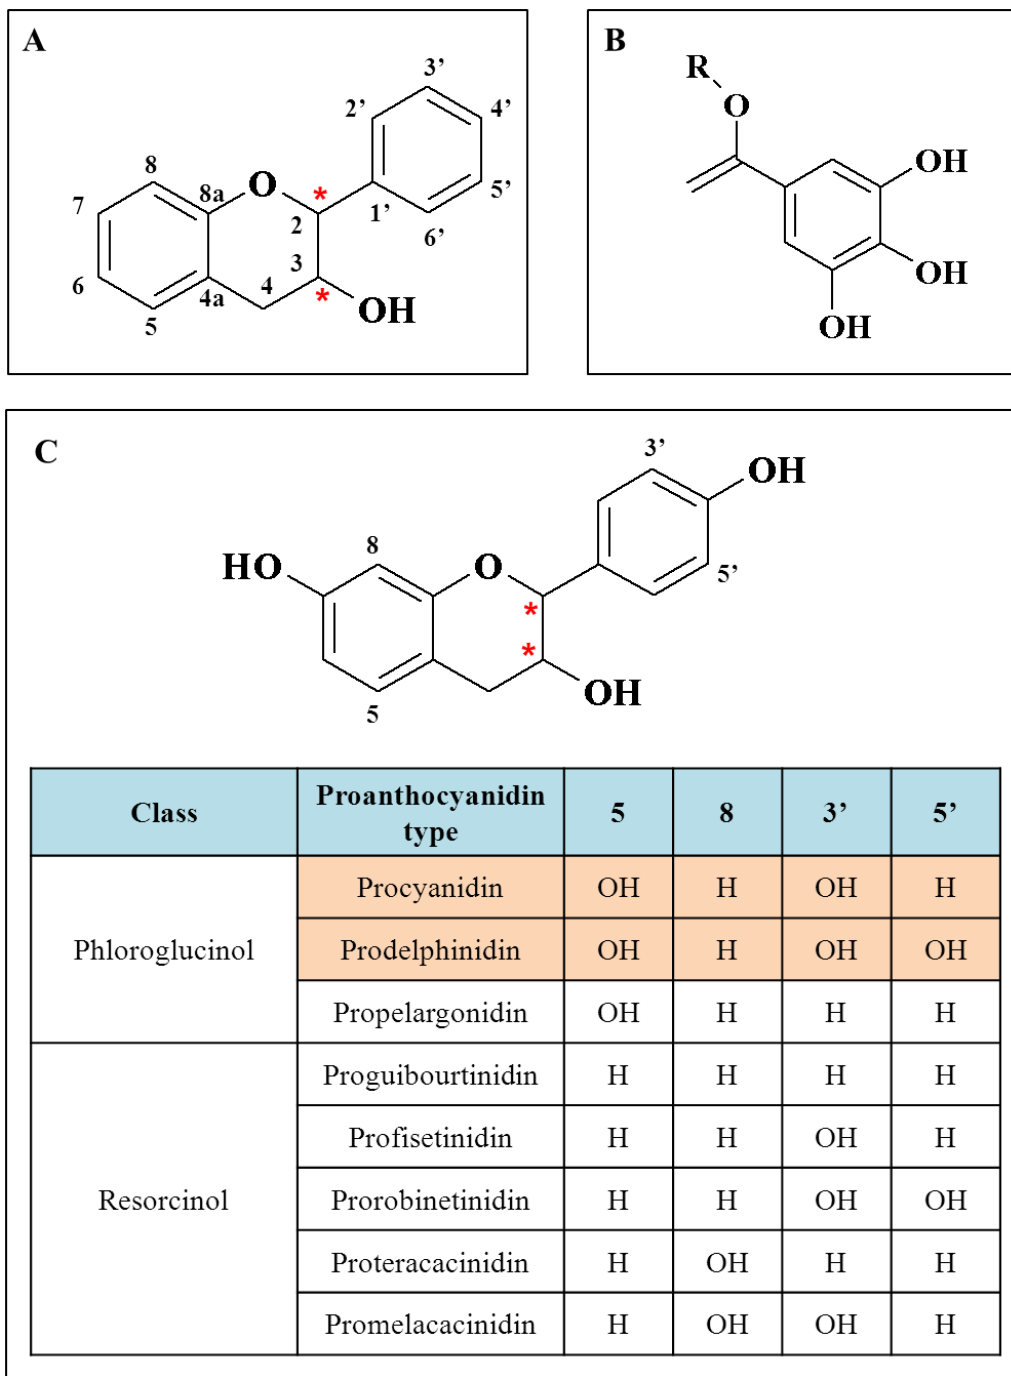 A
3’
2’
4’
8
8a
O
*
5’
7
2
1’
6’
3
6
4a
4
*
OH
5
B
R
O
OH
OH
OH
C
3’
OH
HO
8
O
5’
*
*
OH
5
Class Proanthocyanidin type 5 8 3’ 5’
Phloroglucinol
Procyanidin OH H OH H
Prodelphinidin OH H OH OH
Propelargonidin OH H H H
Resorcinol
Proguibourtinidin H H H H
Profisetinidin H H OH H
Prorobinetinidin H H OH OH
Proteracacinidin H OH H H
Promelacacinidin H OH OH H